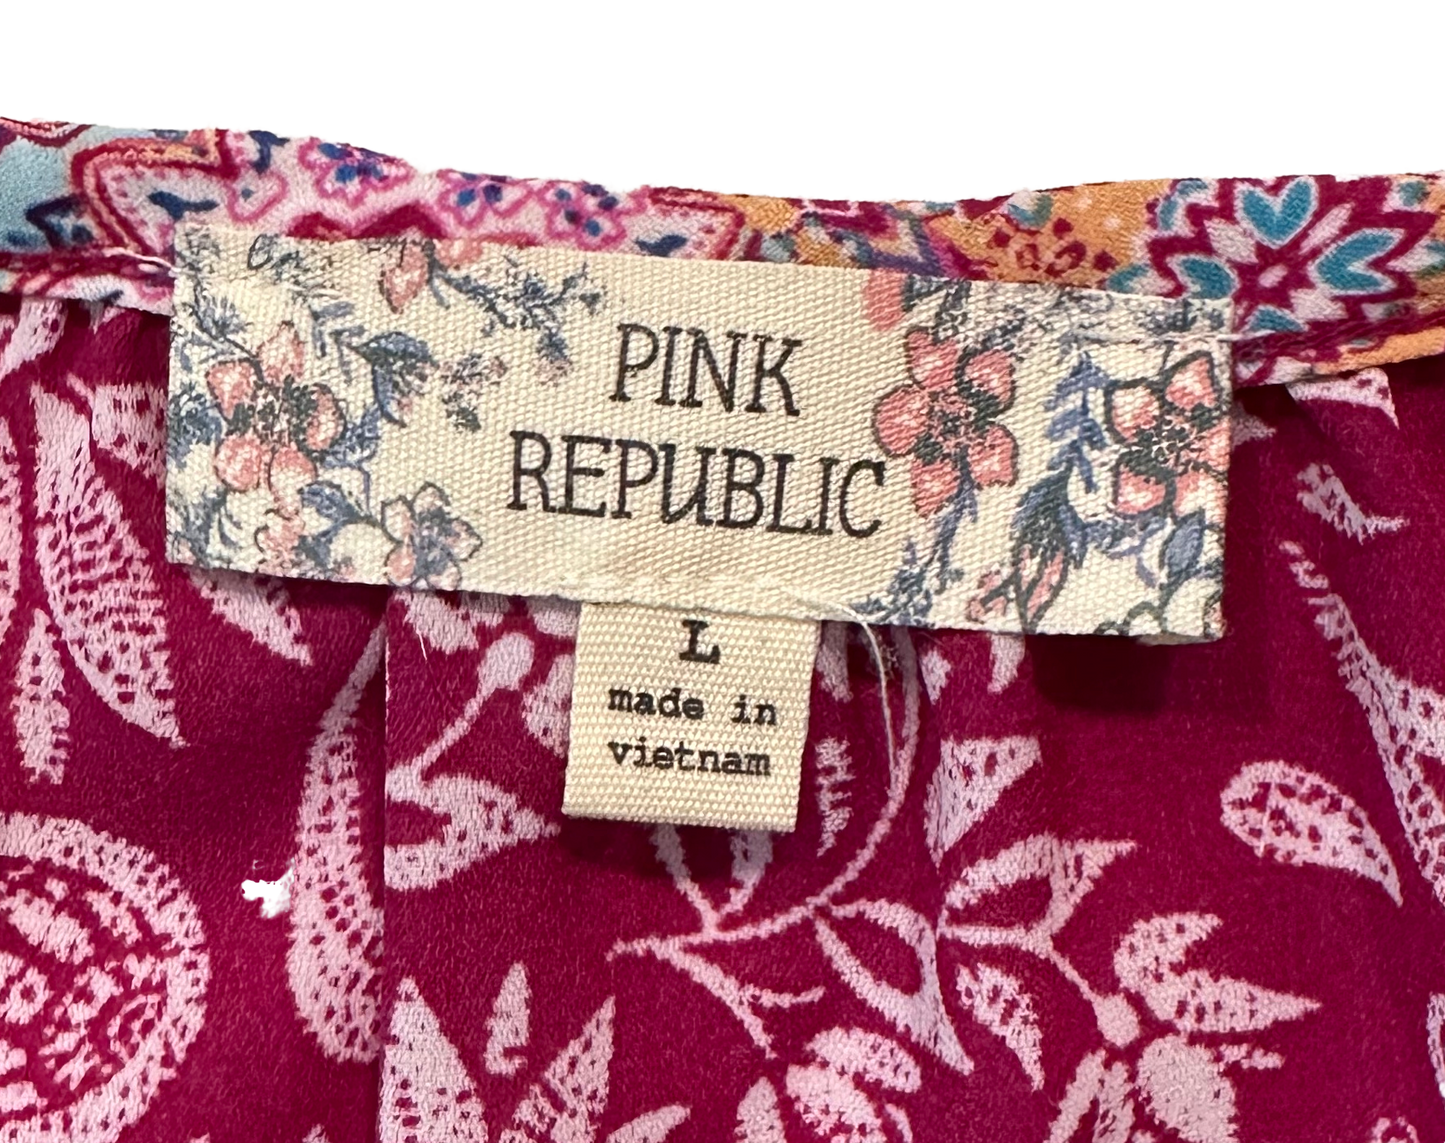 PINK
REPUBLIC
L
made in
vietnam